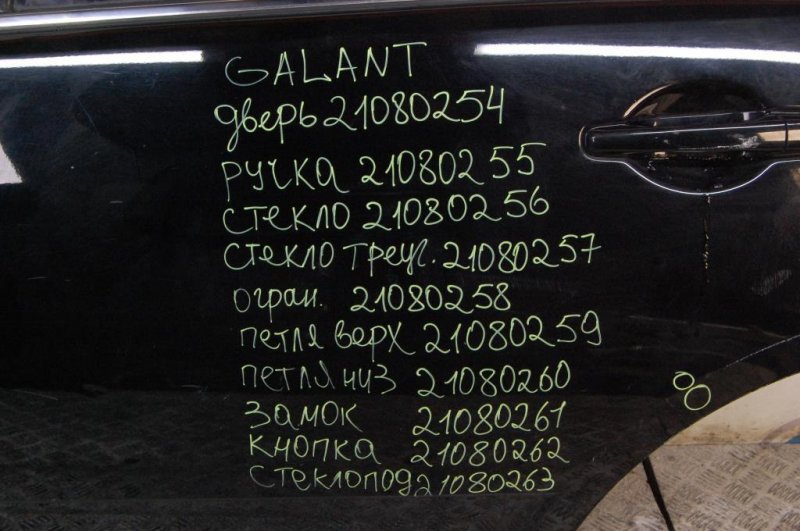 GALANT
дверь 21080254
ручка 21080255
стекло 21080256
стекло треуг. 21080257
огран. 21080258
петля верх 21080259
петля низ 21080260
замок 21080261
кнопка 21080262
стеклопод 21080263